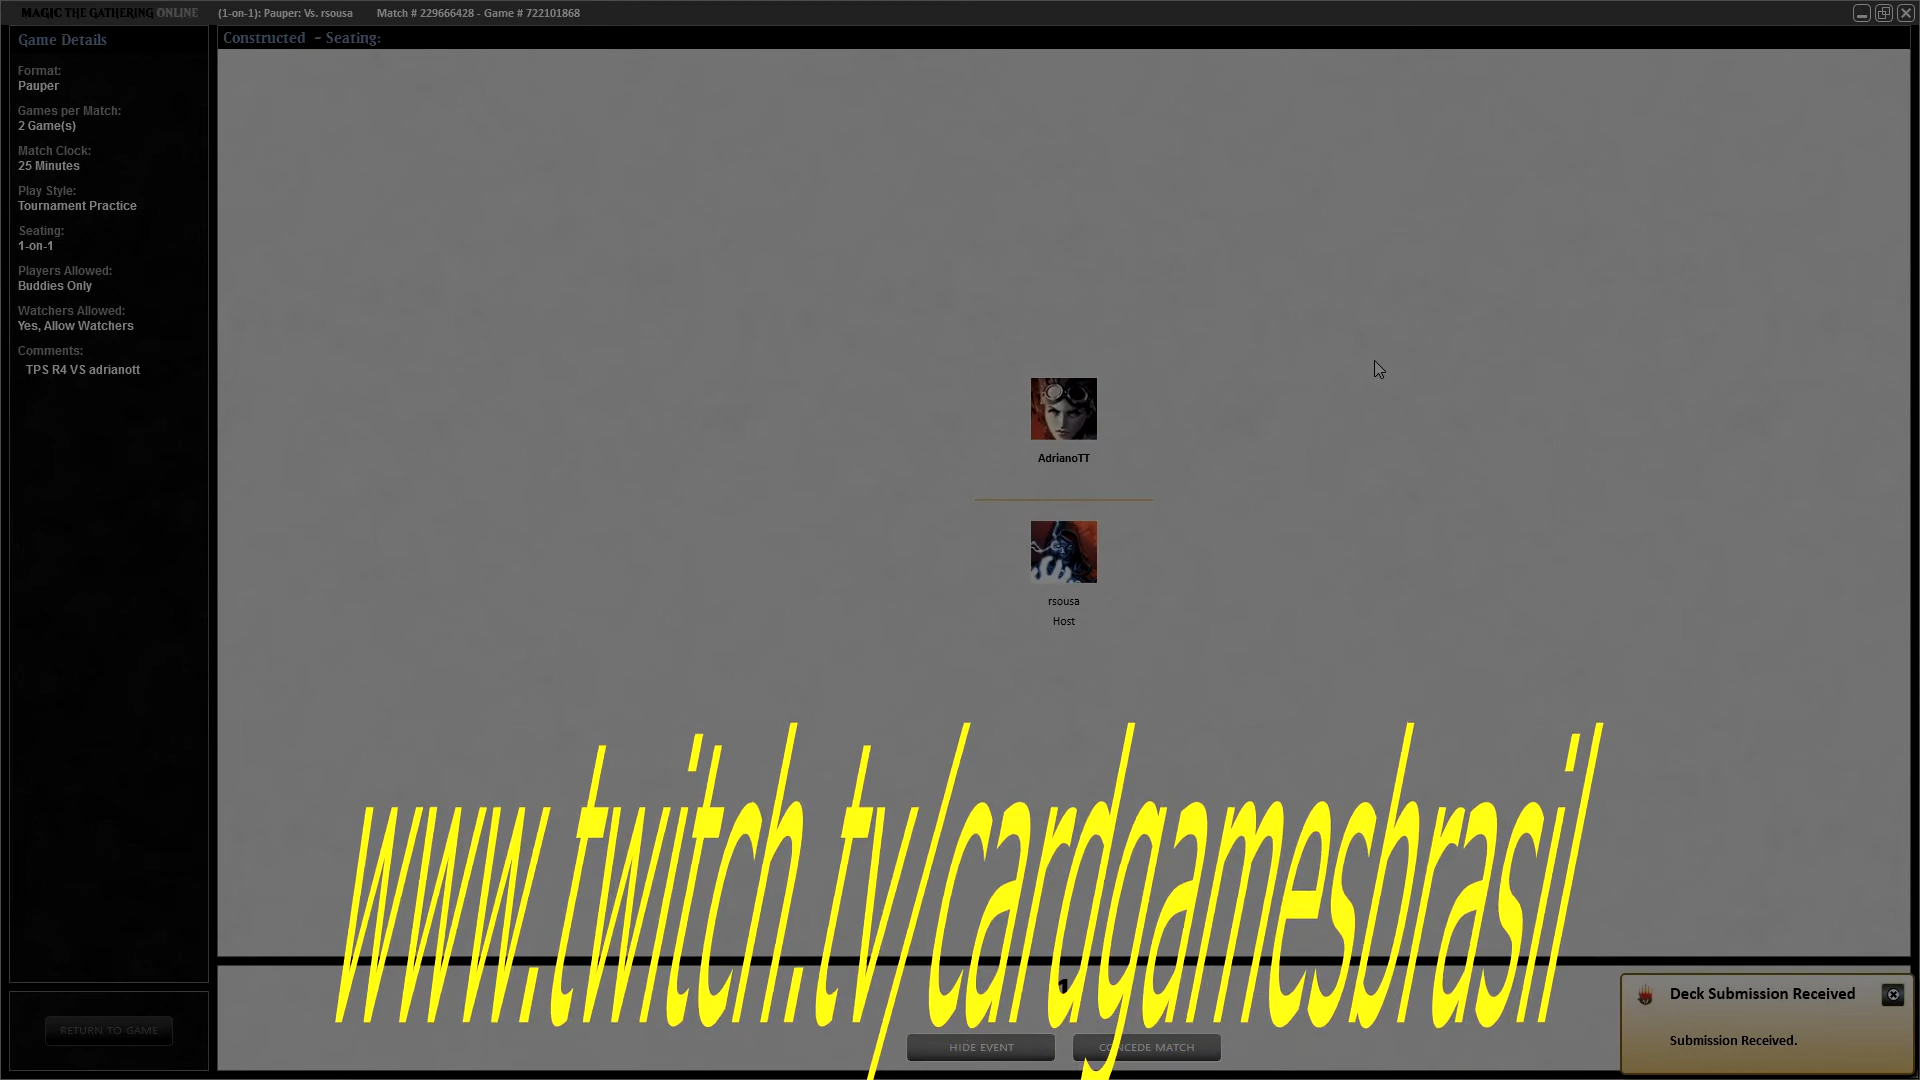 MAGIC THE GATHERING ONLINE
(1-on-1): Pauper: Vs. rsousa
Match # 229666428 - Game # 722101868
Game Details
Format:
Pauper
Games per Match:
2 Game(s)
Match Clock:
25 Minutes
Play Style:
Tournament Practice
Seating:
1-on-1
Players Allowed:
Buddies Only
Watchers Allowed:
Yes, Allow Watchers
Comments:
TPS R4 VS adrianott
RETURN TO GAME
Constructed - Seating:
AdrianoTT
rsousa
Host
www.twitch.ty/cardgamesbrasil
HIDE EVENT
CONCEDE MATCH
Deck Submission Received
Submission Received.